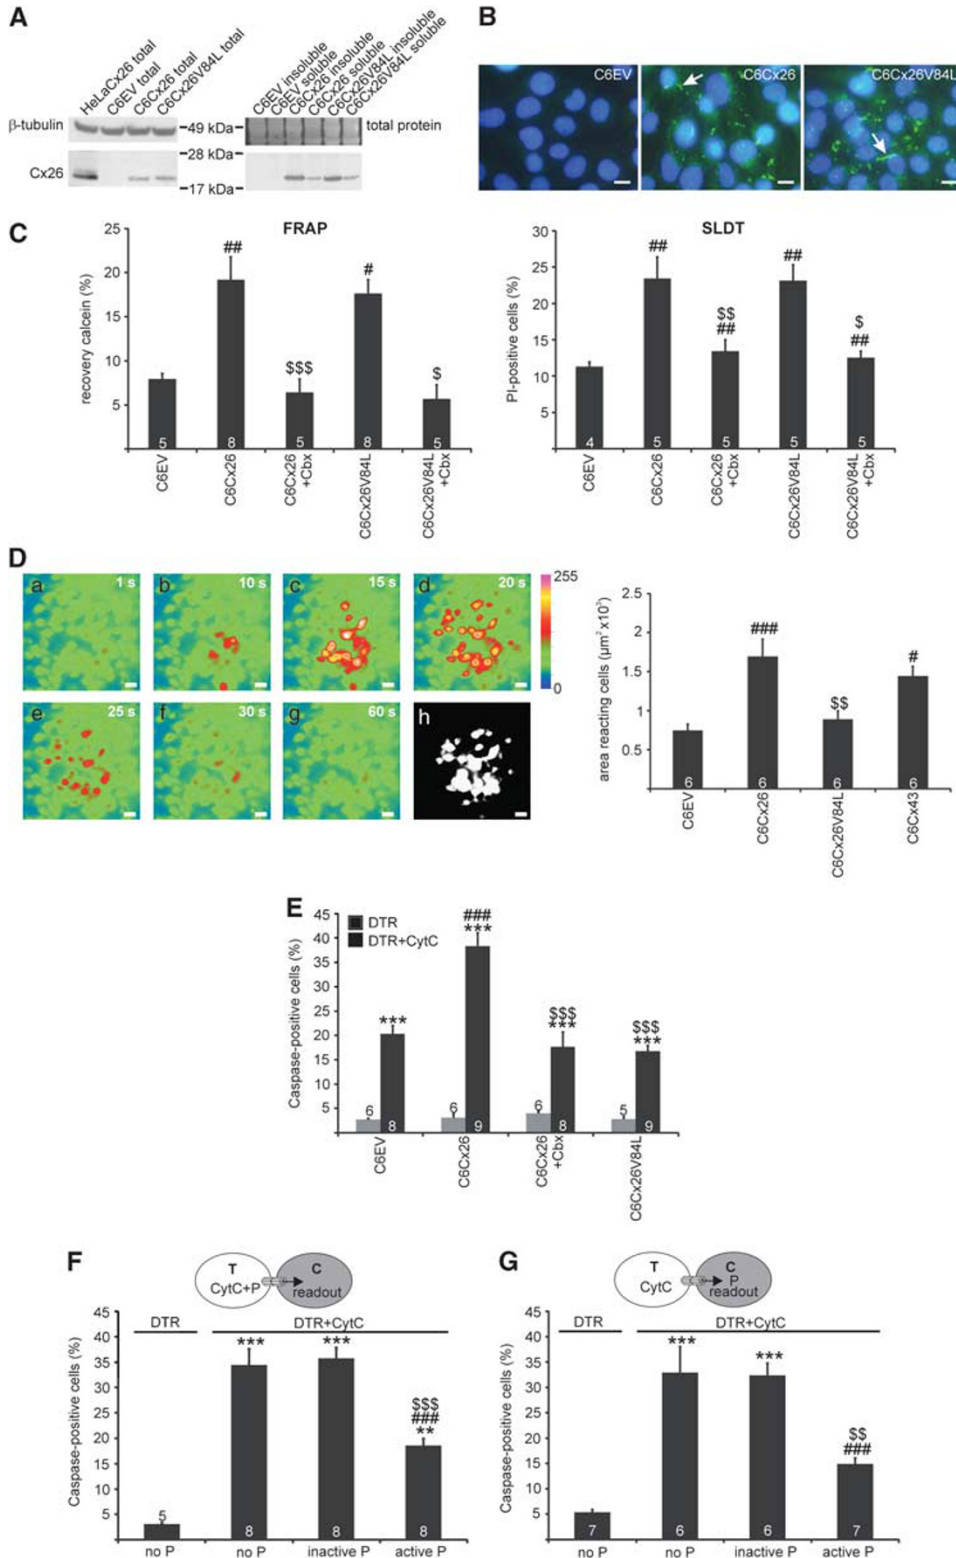 A
HeLaCx26 total
C6EV total
C6Cx26 total
C6Cx26V84L total
C6EV insoluble
C6EV soluble
C6Cx26 insoluble
C6Cx26 soluble
C6Cx26V84L insoluble
C6Cx26V84L soluble
β-tubulin
49 kDa
total protein
28 kDa
Cx26
17 kDa
B
C6EV
C6Cx26
C6Cx26V84L
C
FRAP
recovery calcein (%)
25
20
15
10
5
##
$$$
#
$
5
8
5
8
5
C6EV
C6Cx26
C6Cx26
+Cbx
C6Cx26V84L
C6Cx26V84L
+Cbx
SLDT
PI-positive cells (%)
30
25
20
15
10
5
##
$$
##
##
$
##
4
5
5
5
5
C6EV
C6Cx26
C6Cx26
+Cbx
C6Cx26V84L
C6Cx26V84L
+Cbx
D
a 1 s
b 10 s
c 15 s
d 20 s
255
0
e 25 s
f 30 s
g 60 s
h
area reacting cells (μm² x10³)
2.5
2
1.5
1
0.5
###
$$
#
6
6
6
6
C6EV
C6Cx26
C6Cx26V84L
C6Cx43
E
Caspase-positive cells (%)
45
40
35
30
25
20
15
10
5
DTR
DTR+CytC
***
###
***
$$$
***
$$$
***
6
8
6
9
6
8
5
9
C6EV
C6Cx26
C6Cx26
+Cbx
C6Cx26V84L
F
T
CytC+P
C
readout
Caspase-positive cells (%)
45
40
35
30
25
20
15
10
5
DTR
DTR+CytC
***
***
$$$
###
**
5
8
8
8
no P
no P
inactive P
active P
G
T
CytC
C
P
readout
Caspase-positive cells (%)
45
40
35
30
25
20
15
10
5
DTR
DTR+CytC
***
***
$$
###
7
6
6
7
no P
no P
inactive P
active P